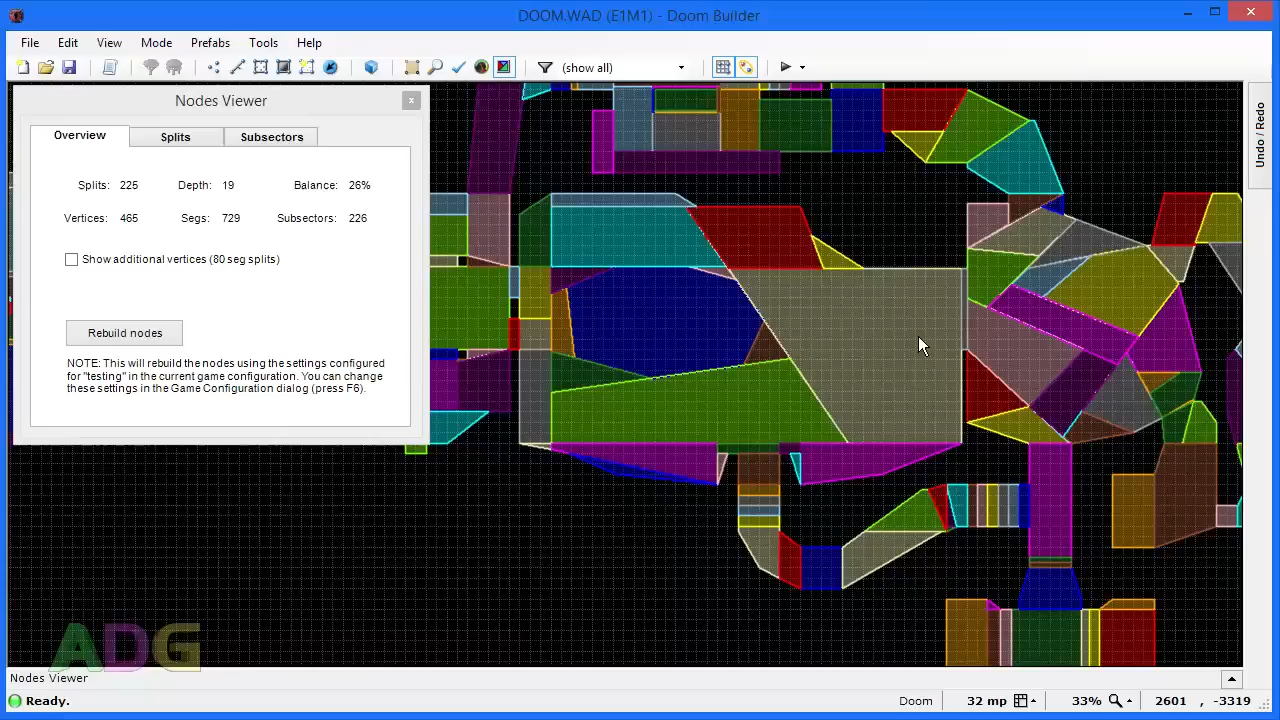 DOOM.WAD (E1M1) - Doom Builder
File Edit View Mode Prefabs Tools Help
(show all)
Nodes Viewer
Overview Splits Subsectors
Splits: 225 Depth: 19 Balance: 26%
Vertices: 465 Segs: 729 Subsectors: 226
Show additional vertices (80 seg splits)
Rebuild nodes
NOTE: This will rebuild the nodes using the settings configured
for "testing" in the current game configuration. You can change
these settings in the Game Configuration dialog (press F6).
Undo / Redo
ADG
Nodes Viewer
Ready. Doom 32 mp 33% 2601 , -3319